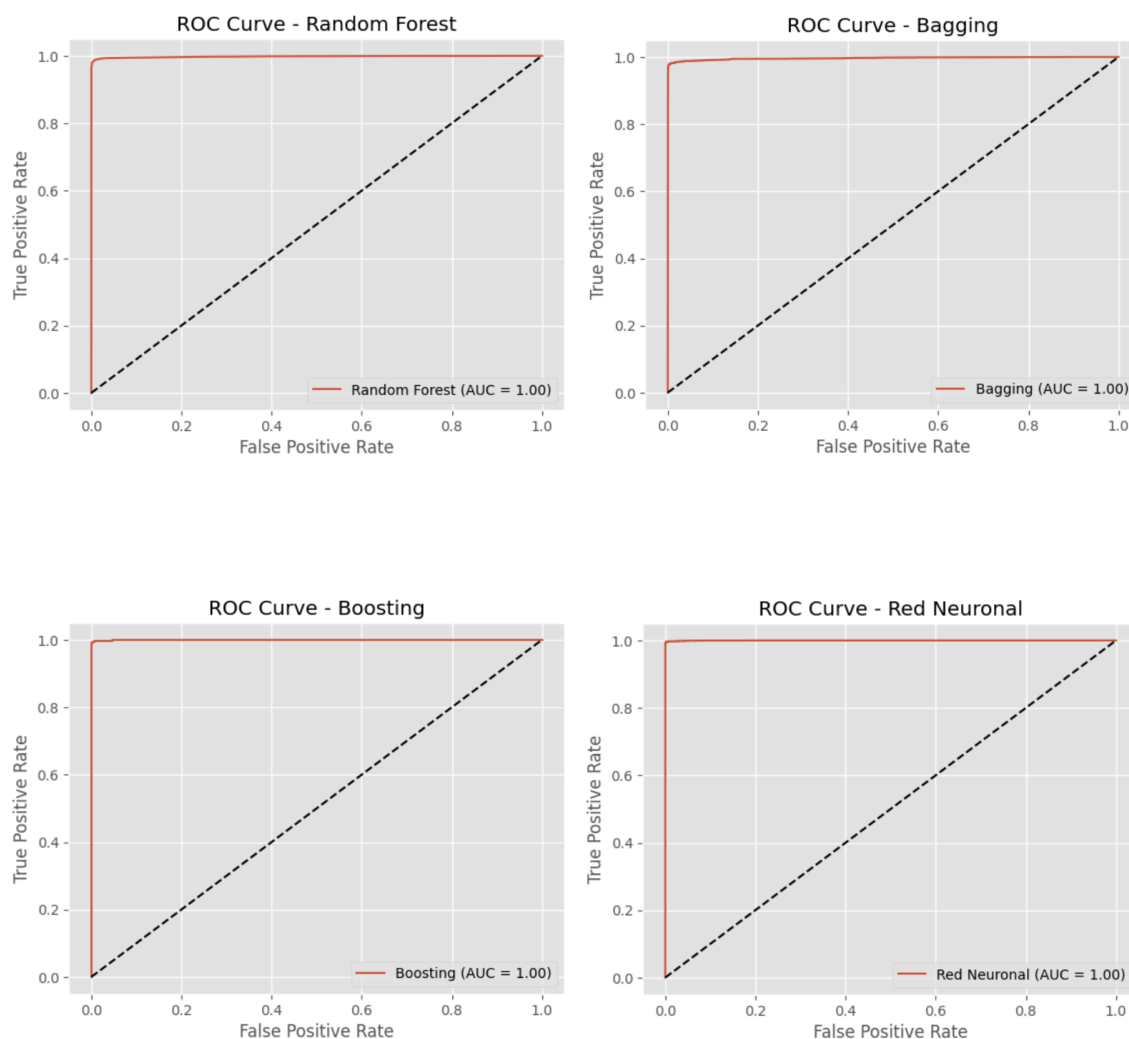 ROC Curve - Random Forest
True Positive Rate
1.0
0.8
0.6
0.4
0.2
0.0
Random Forest (AUC = 1.00)
0.0 0.2 0.4 0.6 0.8 1.0
False Positive Rate
ROC Curve - Bagging
True Positive Rate
1.0
0.8
0.6
0.4
0.2
0.0
Bagging (AUC = 1.00)
0.0 0.2 0.4 0.6 0.8 1.0
False Positive Rate
ROC Curve - Boosting
True Positive Rate
1.0
0.8
0.6
0.4
0.2
0.0
Boosting (AUC = 1.00)
0.0 0.2 0.4 0.6 0.8 1.0
False Positive Rate
ROC Curve - Red Neuronal
True Positive Rate
1.0
0.8
0.6
0.4
0.2
0.0
Red Neuronal (AUC = 1.00)
0.0 0.2 0.4 0.6 0.8 1.0
False Positive Rate